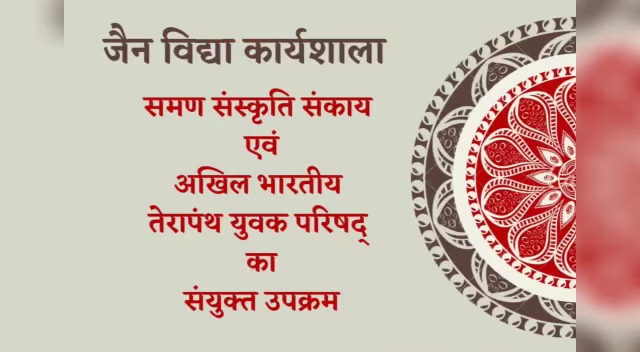 जैन विद्या कार्यशाला
समण संस्कृति संकाय
एवं
अखिल भारतीय
तेरापंथ युवक परिषद्
का
संयुक्त उपक्रम